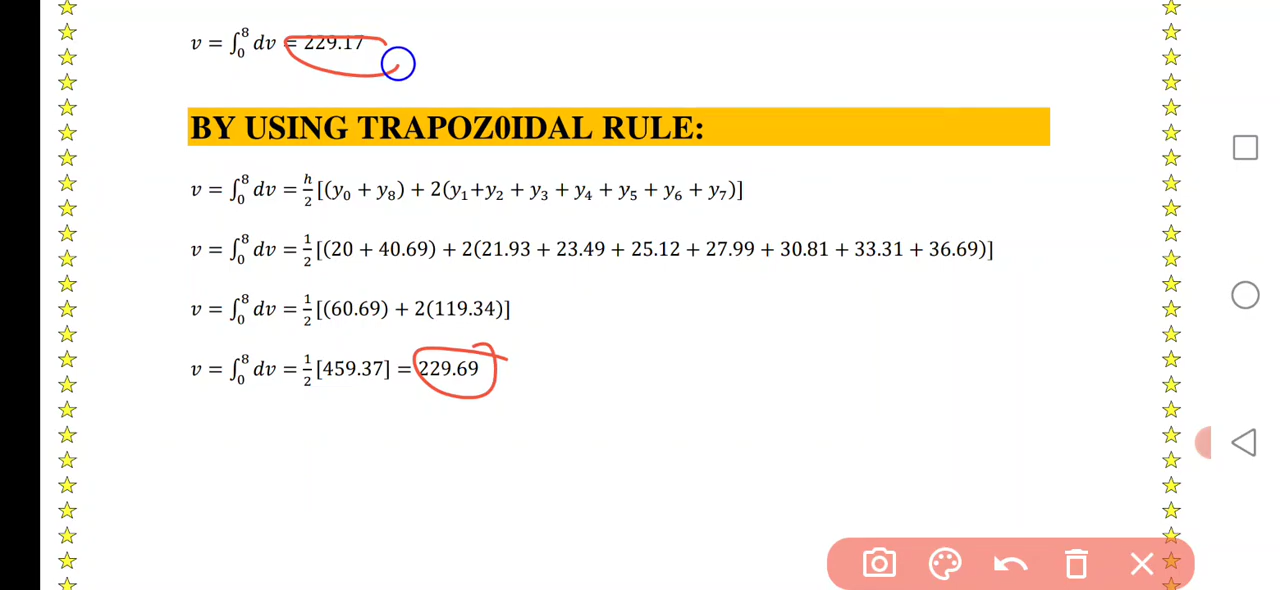 v = ∫₀⁸ dv = 229.17
BY USING TRAPOZ0IDAL RULE:
v = ∫₀⁸ dv = h/2 [(y₀ + y₈) + 2(y₁+y₂ + y₃ + y₄ + y₅ + y₆ + y₇)]
v = ∫₀⁸ dv = 1/2 [(20 + 40.69) + 2(21.93 + 23.49 + 25.12 + 27.99 + 30.81 + 33.31 + 36.69)]
v = ∫₀⁸ dv = 1/2 [(60.69) + 2(119.34)]
v = ∫₀⁸ dv = 1/2 [459.37] = 229.69